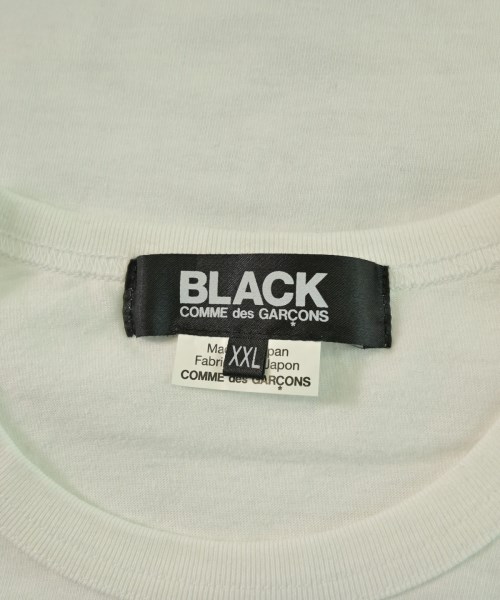 BLACK
COMME des GARÇONS
XXL
Japon
COMME des GARÇONS